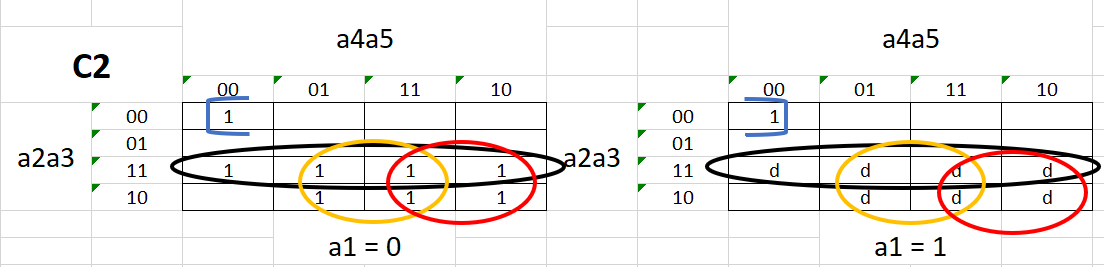 a4a5 a4a5
C2
00 01 11 10 00 01 11 10
00 1 00 1
01 01
a2a3 a2a3
11 1 1 1 1 11 d d d d
10 1 1 1 10 d d d
a1 = 0 a1 = 1